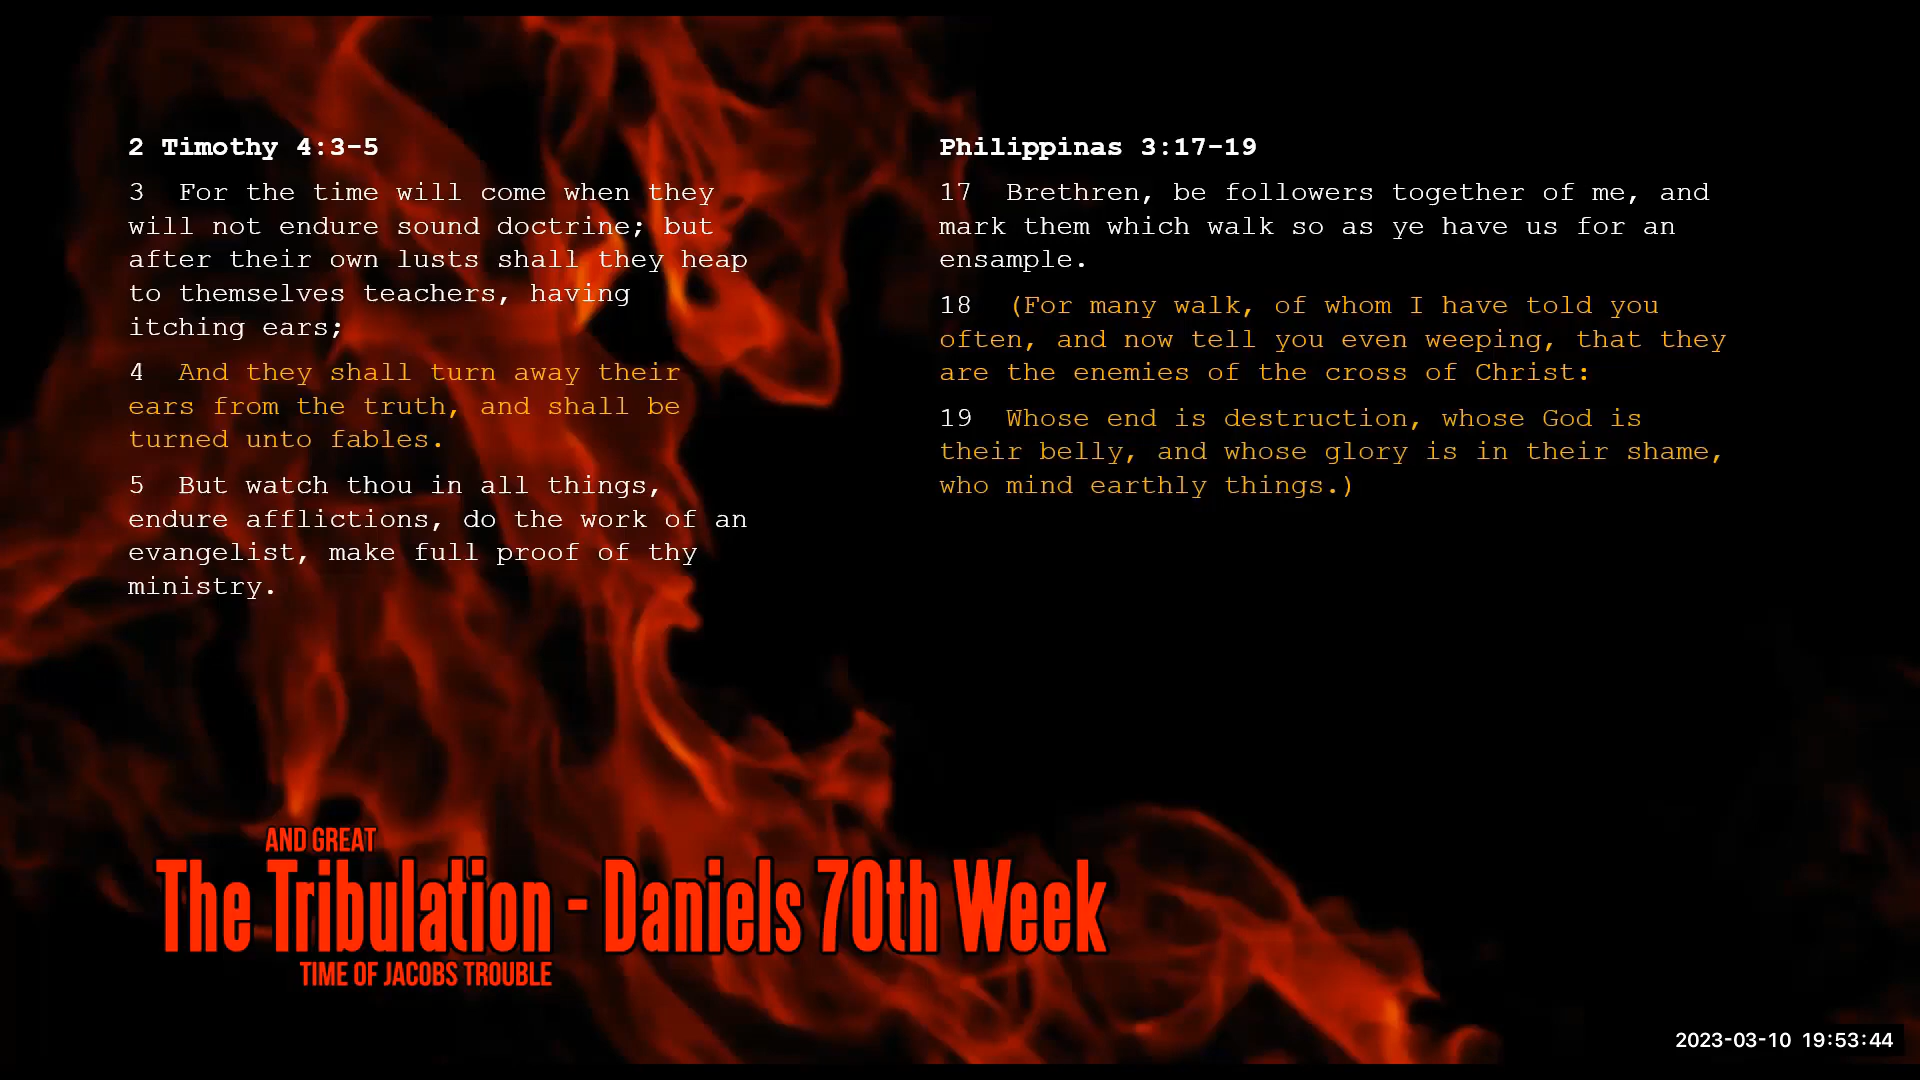 2 Timothy 4:3-5
3 For the time will come when they
will not endure sound doctrine; but
after their own lusts shall they heap
to themselves teachers, having
itching ears;
4 And they shall turn away their
ears from the truth, and shall be
turned unto fables.
5 But watch thou in all things,
endure afflictions, do the work of an
evangelist, make full proof of thy
ministry.
Philippinas 3:17-19
17 Brethren, be followers together of me, and
mark them which walk so as ye have us for an
ensample.
18 (For many walk, of whom I have told you
often, and now tell you even weeping, that they
are the enemies of the cross of Christ:
19 Whose end is destruction, whose God is
their belly, and whose glory is in their shame,
who mind earthly things.)
AND GREAT
The Tribulation - Daniels 70th Week
TIME OF JACOBS TROUBLE
2023-03-10 19:53:44